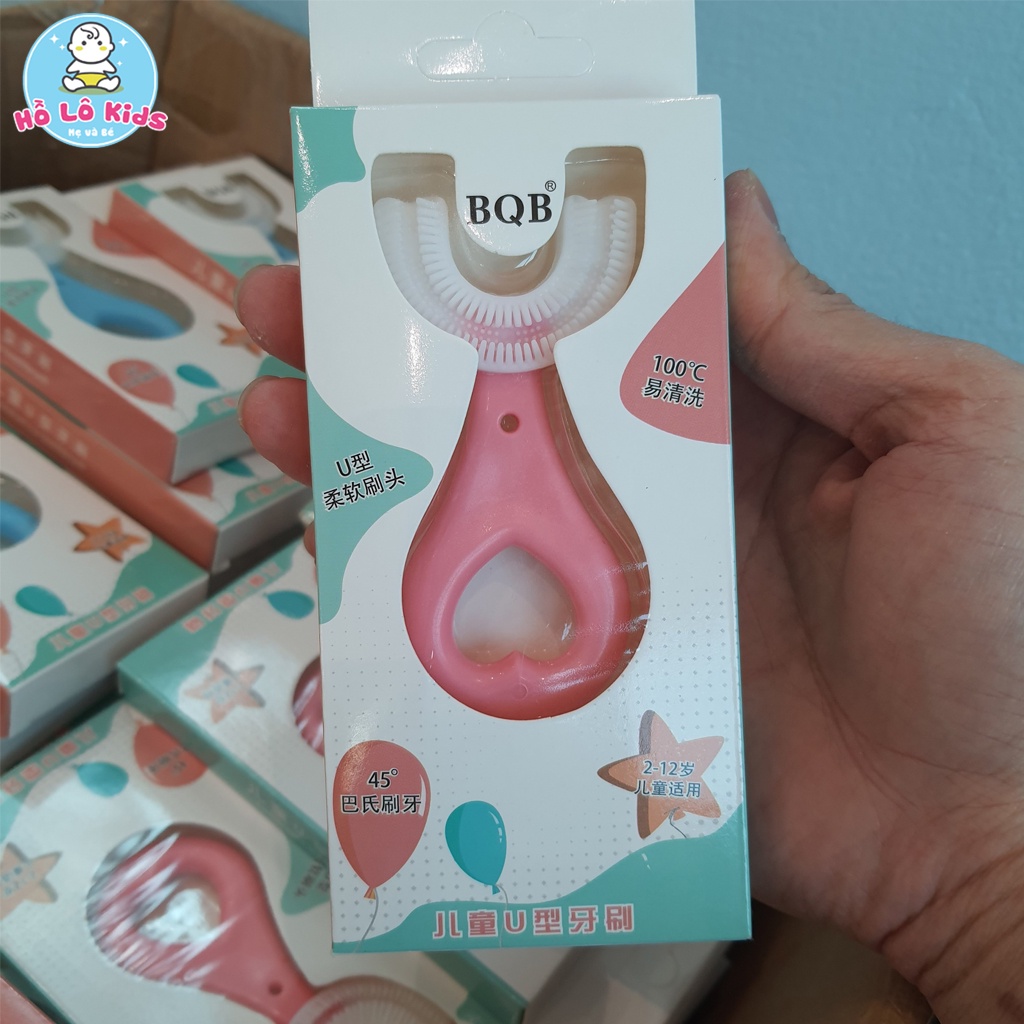 Hồ Lô Kids
Mẹ và Bé
BQB®
100℃
易清洗
U型
柔软刷头
45°
巴氏刷牙
2-12岁
儿童适用
儿童U型牙刷